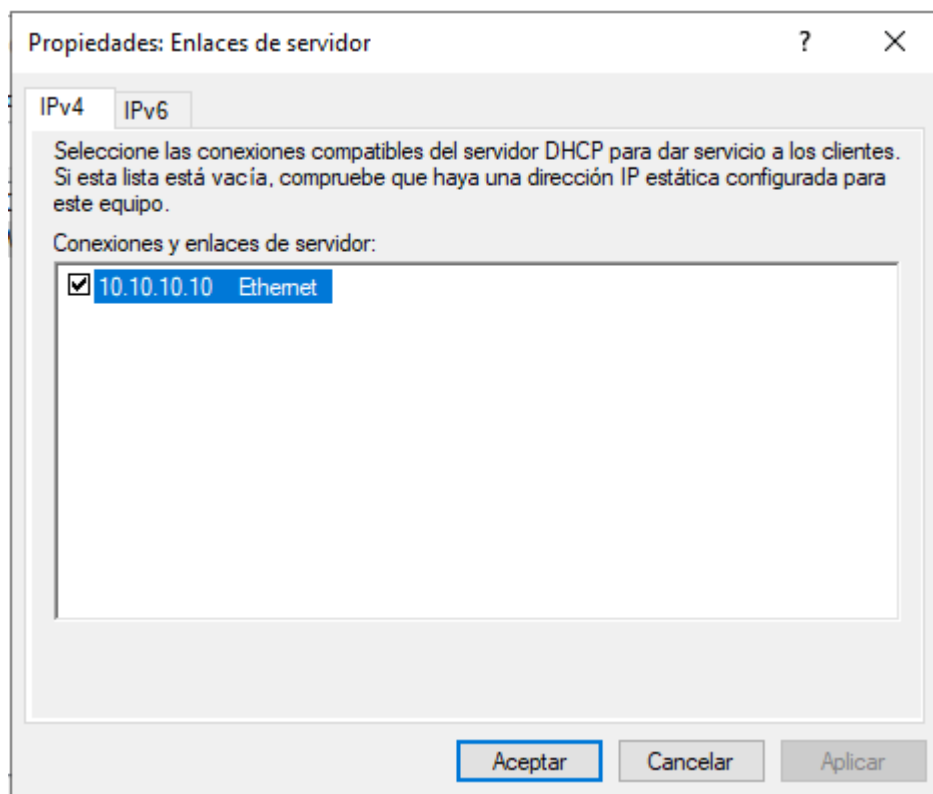 Propiedades: Enlaces de servidor
IPv4
IPv6
Seleccione las conexiones compatibles del servidor DHCP para dar servicio a los clientes.
Si esta lista está vacía, compruebe que haya una dirección IP estática configurada para
este equipo.
Conexiones y enlaces de servidor:
10.10.10.10 Ethernet
Aceptar
Cancelar
Aplicar